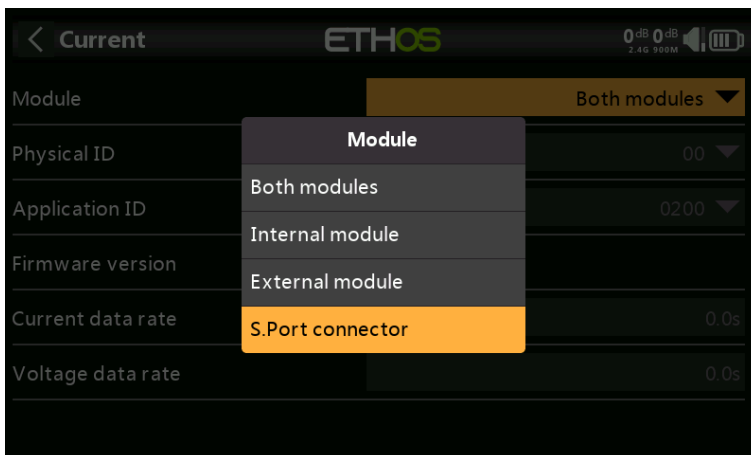 Current
ETHOS
0dB 0dB
2.4G 900M
Module
Both modules
Physical ID
00
Application ID
0200
Firmware version
Current data rate
0.0s
Voltage data rate
0.0s
Module
Both modules
Internal module
External module
S.Port connector